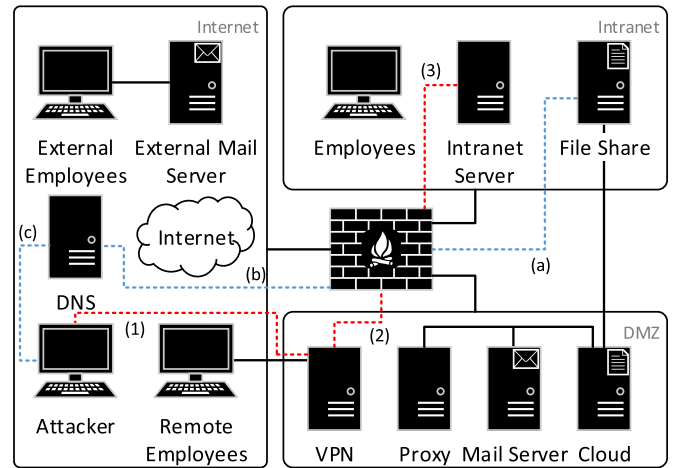 Internet
Intranet
(3)
External
Employees
External Mail
Server
Employees
Intranet
Server
File Share
(c)
Internet
(b)
(a)
DNS
(1)
(2)
DMZ
Attacker
Remote
Employees
VPN
Proxy
Mail Server
Cloud